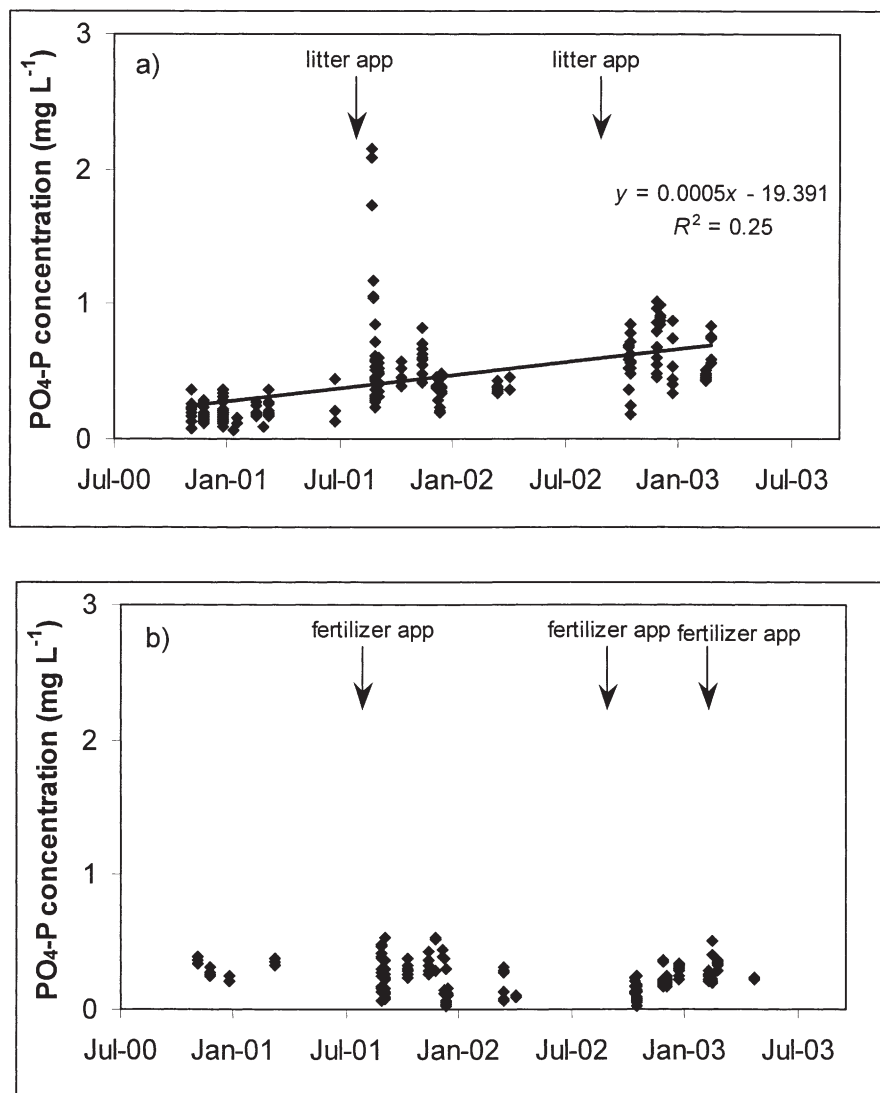 a)
litter app
litter app
PO₄-P concentration (mg L⁻¹)
3
2
1
0
y = 0.0005x - 19.391
R² = 0.25
Jul-00
Jan-01
Jul-01
Jan-02
Jul-02
Jan-03
Jul-03
b)
fertilizer app
fertilizer app
fertilizer app
PO₄-P concentration (mg L⁻¹)
3
2
1
0
Jul-00
Jan-01
Jul-01
Jan-02
Jul-02
Jan-03
Jul-03